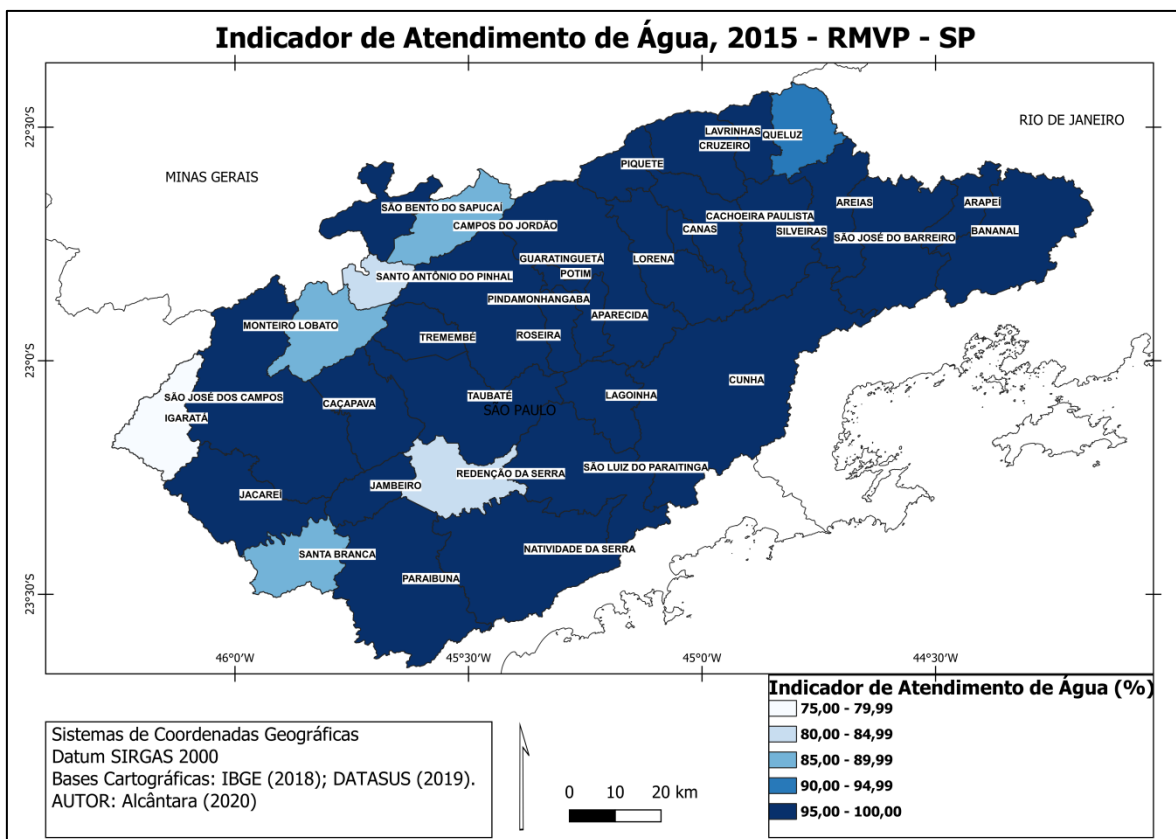 Indicador de Atendimento de Água, 2015 - RMVP - SP
22°30'S
23°0'S
23°30'S
MINAS GERAIS
RIO DE JANEIRO
LAVRINHAS
QUELUZ
CRUZEIRO
PIQUETE
SÃO BENTO DO SAPUCAÍ
CAMPOS DO JORDÃO
AREIAS
ARAPEÍ
CACHOEIRA PAULISTA
CANAS
SILVEIRAS
BANANAL
SÃO JOSÉ DO BARREIRO
GUARATINGUETÁ
LORENA
POTIM
SANTO ANTÔNIO DO PINHAL
PINDAMONHANGABA
APARECIDA
MONTEIRO LOBATO
TREMEMBÉ
ROSEIRA
CUNHA
SÃO JOSÉ DOS CAMPOS
CAÇAPAVA
TAUBATÉ
LAGOINHA
SÃO PAULO
IGARATÁ
SÃO LUIZ DO PARAITINGA
REDENÇÃO DA SERRA
JAMBEIRO
JACAREÍ
NATIVIDADE DA SERRA
SANTA BRANCA
PARAIBUNA
46°0'W
45°30'W
45°0'W
44°30'W
Indicador de Atendimento de Água (%)
75,00 - 79,99
80,00 - 84,99
85,00 - 89,99
90,00 - 94,99
95,00 - 100,00
Sistemas de Coordenadas Geográficas
Datum SIRGAS 2000
Bases Cartográficas: IBGE (2018); DATASUS (2019).
AUTOR: Alcântara (2020)
0 10 20 km